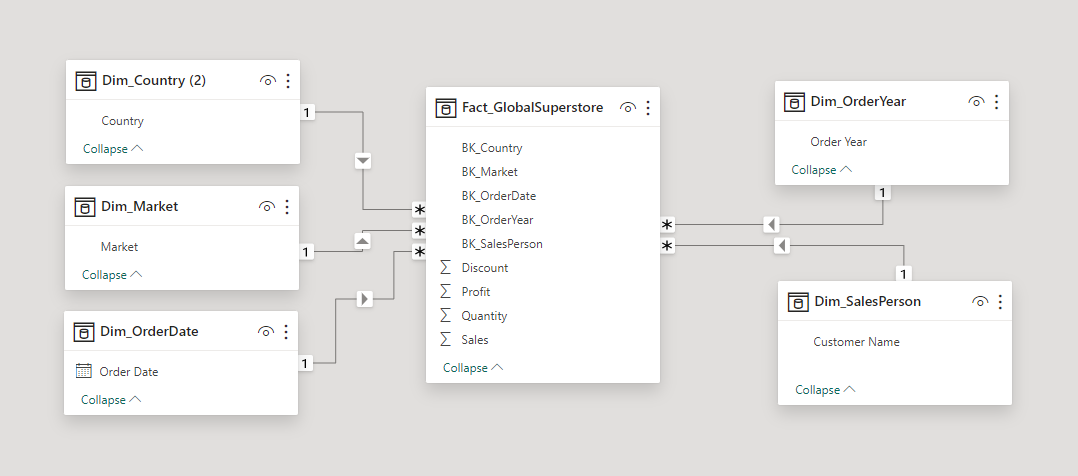 Dim_Country (2)
Country
Collapse
1
Dim_Market
Market
Collapse
1
Dim_OrderDate
Order Date
Collapse
1
*
*
*
Fact_GlobalSuperstore
BK_Country
BK_Market
BK_OrderDate
BK_OrderYear
BK_SalesPerson
∑ Discount
∑ Profit
∑ Quantity
∑ Sales
Collapse
*
*
Dim_OrderYear
Order Year
Collapse
1
1
Dim_SalesPerson
Customer Name
Collapse